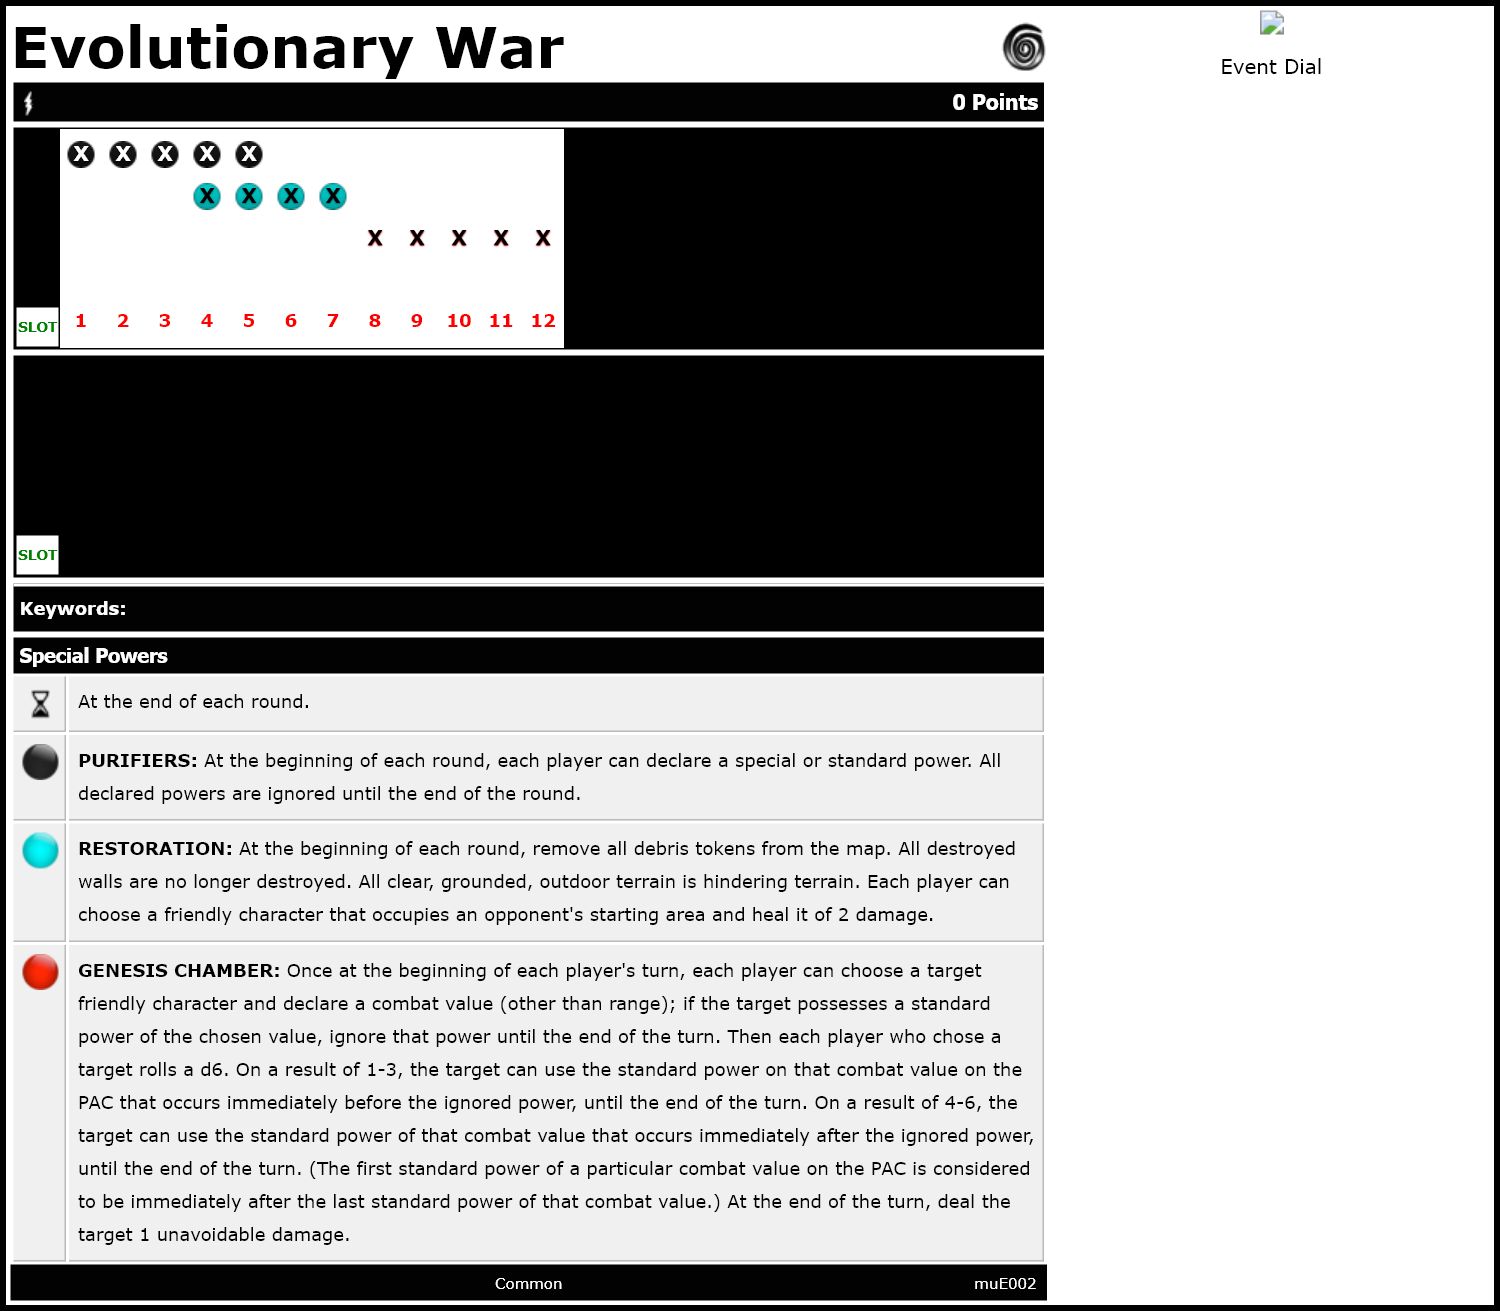 Evolutionary War
Event Dial
0 Points
X X X X X
X X X X
X X X X X
SLOT 1 2 3 4 5 6 7 8 9 10 11 12
SLOT
Keywords:
Special Powers
At the end of each round.
PURIFIERS: At the beginning of each round, each player can declare a special or standard power. All
declared powers are ignored until the end of the round.
RESTORATION: At the beginning of each round, remove all debris tokens from the map. All destroyed
walls are no longer destroyed. All clear, grounded, outdoor terrain is hindering terrain. Each player can
choose a friendly character that occupies an opponent's starting area and heal it of 2 damage.
GENESIS CHAMBER: Once at the beginning of each player's turn, each player can choose a target
friendly character and declare a combat value (other than range); if the target possesses a standard
power of the chosen value, ignore that power until the end of the turn. Then each player who chose a
target rolls a d6. On a result of 1-3, the target can use the standard power on that combat value on the
PAC that occurs immediately before the ignored power, until the end of the turn. On a result of 4-6, the
target can use the standard power of that combat value that occurs immediately after the ignored power,
until the end of the turn. (The first standard power of a particular combat value on the PAC is considered
to be immediately after the last standard power of that combat value.) At the end of the turn, deal the
target 1 unavoidable damage.
Common
muE002